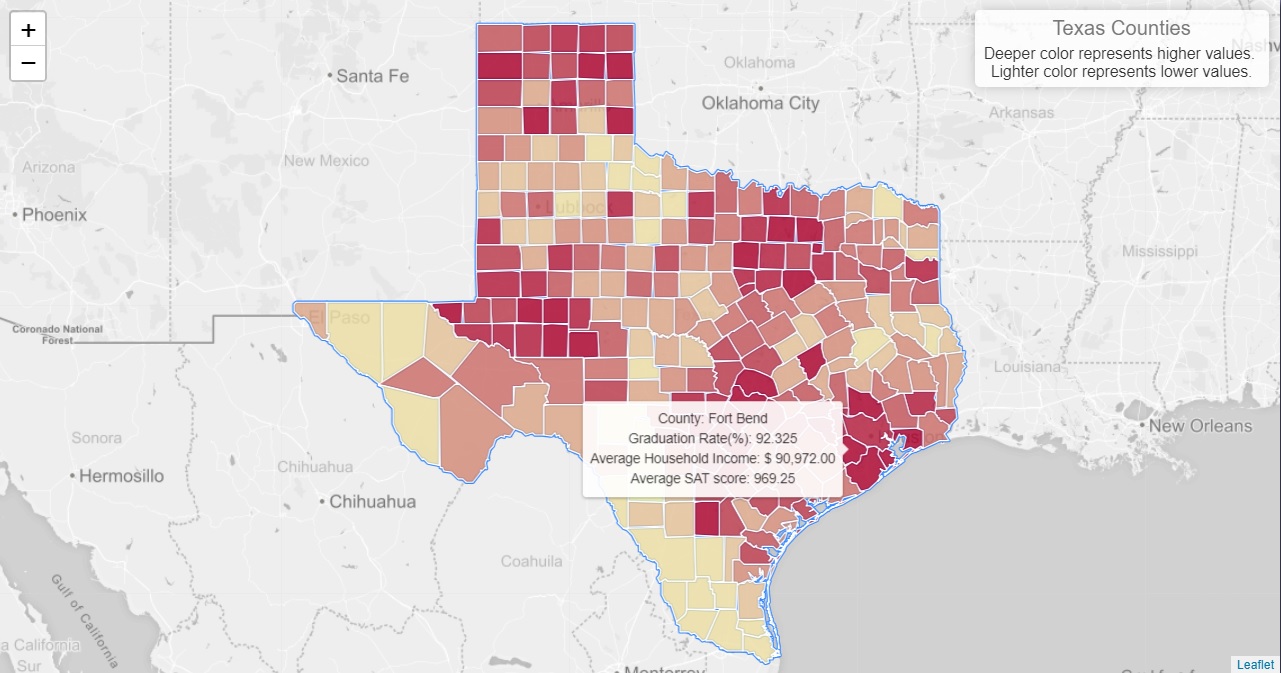 +
−
Texas Counties
Deeper color represents higher values.
Lighter color represents lower values.
Nashv
Oklahoma
Santa Fe
Oklahoma City
Arkansas
New Mexico
Arizona
Phoenix
Lubbock
Mississippi
El Paso
Coronado National
Forest
Louisiana
County: Fort Bend
Graduation Rate(%): 92.325
Average Household Income: $ 90,972.00
Average SAT score: 969.25
New Orleans
Sonora
Chihuahua
Hermosillo
Chihuahua
Coahuila
Gulf of California
a California
Sur
Monterrey
Leaflet